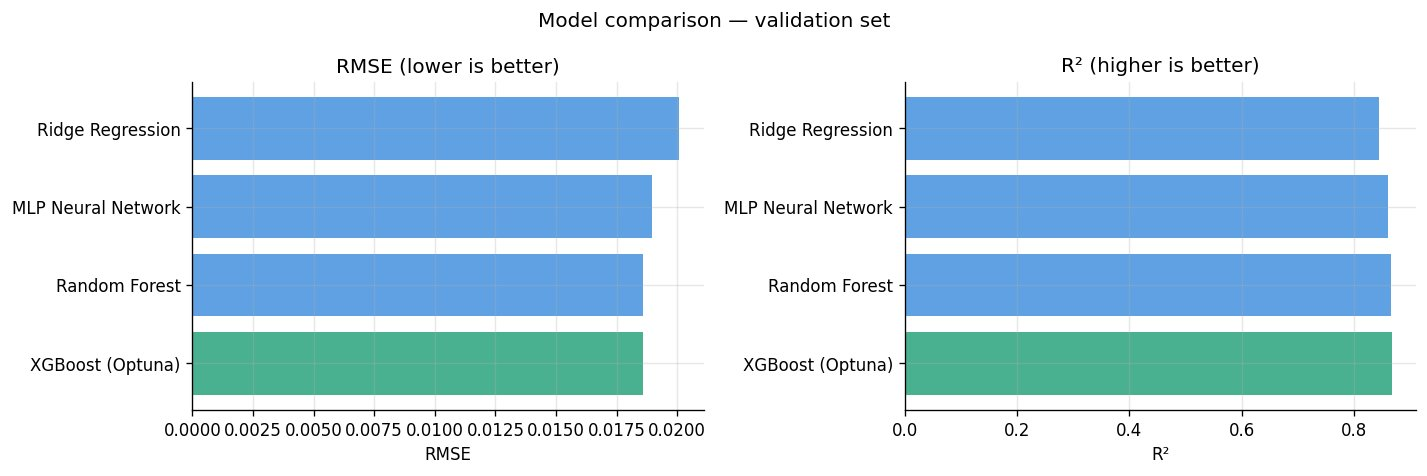 Model comparison — validation set
RMSE (lower is better)
Ridge Regression
MLP Neural Network
Random Forest
XGBoost (Optuna)
0.0000 0.0025 0.0050 0.0075 0.0100 0.0125 0.0150 0.0175 0.0200
RMSE
R² (higher is better)
Ridge Regression
MLP Neural Network
Random Forest
XGBoost (Optuna)
0.0 0.2 0.4 0.6 0.8
R²